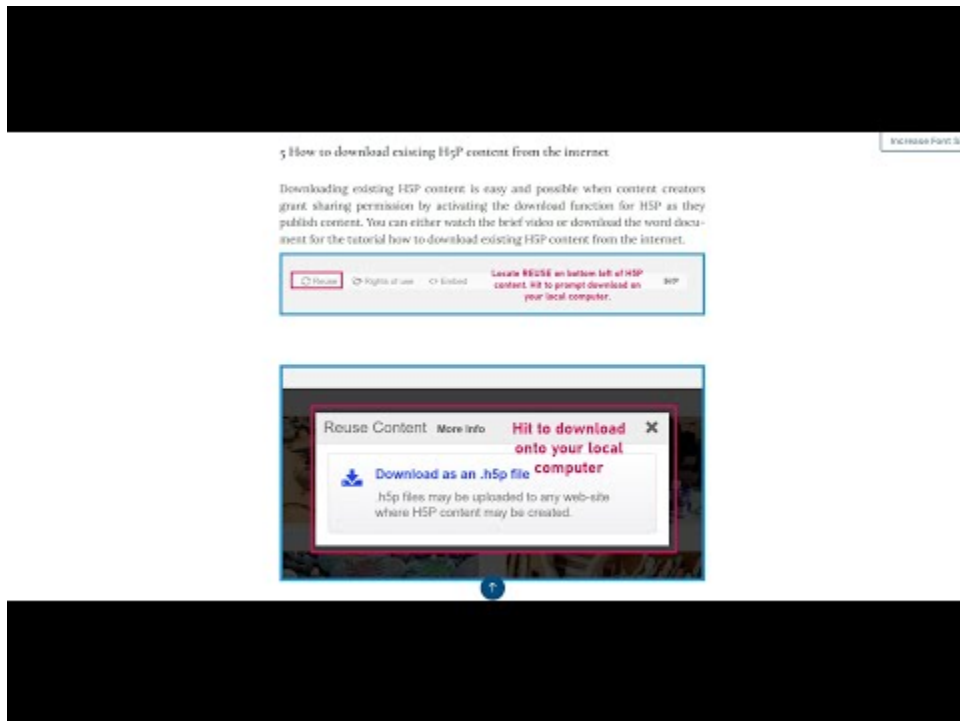 Increase Font S
5 How to download existing H5P content from the internet
Downloading existing H5P content is easy and possible when content creators
grant sharing permission by activating the download function for H5P as they
publish content. You can either watch the brief video or download the word docu-
ment for the tutorial how to download existing H5P content from the internet.
Reuse Rights of use <> Embed
Locate REUSE on bottom left of H5P
content. Hit to prompt download on
your local computer.
H5P
Reuse Content More Info
Hit to download
onto your local
computer
Download as an .h5p file
.h5p files may be uploaded to any web-site
where H5P content may be created.